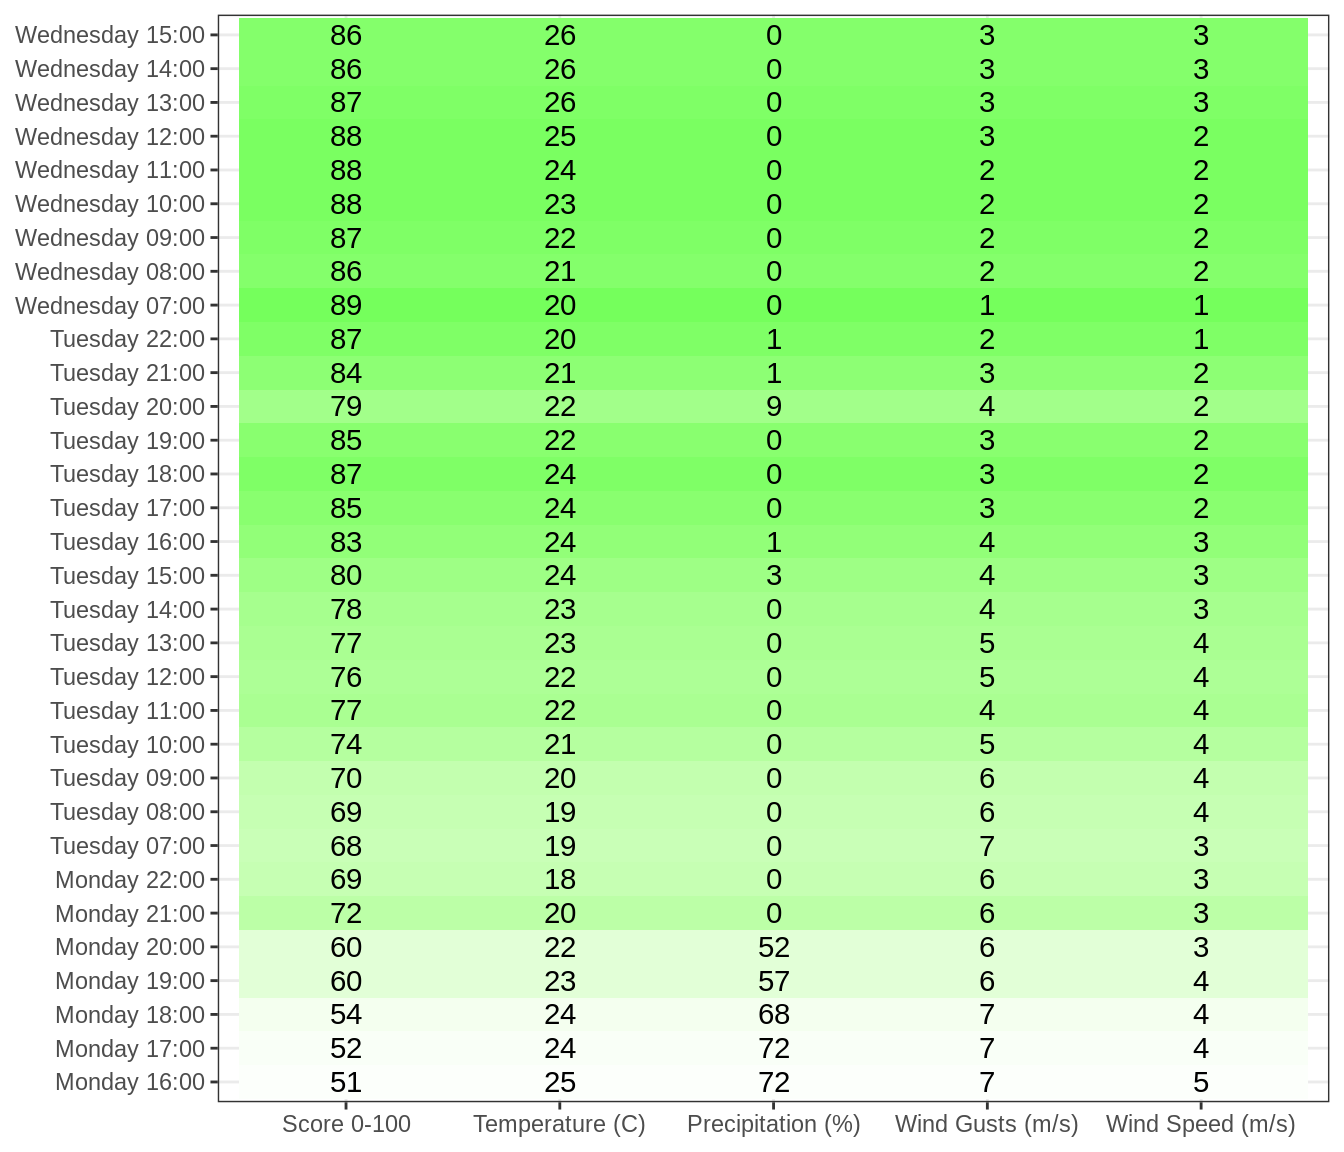 Wednesday 15:00 86 26 0 3 3
Wednesday 14:00 86 26 0 3 3
Wednesday 13:00 87 26 0 3 3
Wednesday 12:00 88 25 0 3 2
Wednesday 11:00 88 24 0 2 2
Wednesday 10:00 88 23 0 2 2
Wednesday 09:00 87 22 0 2 2
Wednesday 08:00 86 21 0 2 2
Wednesday 07:00 89 20 0 1 1
Tuesday 22:00 87 20 1 2 1
Tuesday 21:00 84 21 1 3 2
Tuesday 20:00 79 22 9 4 2
Tuesday 19:00 85 22 0 3 2
Tuesday 18:00 87 24 0 3 2
Tuesday 17:00 85 24 0 3 2
Tuesday 16:00 83 24 1 4 3
Tuesday 15:00 80 24 3 4 3
Tuesday 14:00 78 23 0 4 3
Tuesday 13:00 77 23 0 5 4
Tuesday 12:00 76 22 0 5 4
Tuesday 11:00 77 22 0 4 4
Tuesday 10:00 74 21 0 5 4
Tuesday 09:00 70 20 0 6 4
Tuesday 08:00 69 19 0 6 4
Tuesday 07:00 68 19 0 7 3
Monday 22:00 69 18 0 6 3
Monday 21:00 72 20 0 6 3
Monday 20:00 60 22 52 6 3
Monday 19:00 60 23 57 6 4
Monday 18:00 54 24 68 7 4
Monday 17:00 52 24 72 7 4
Monday 16:00 51 25 72 7 5
Score 0-100 Temperature (C) Precipitation (%) Wind Gusts (m/s) Wind Speed (m/s)